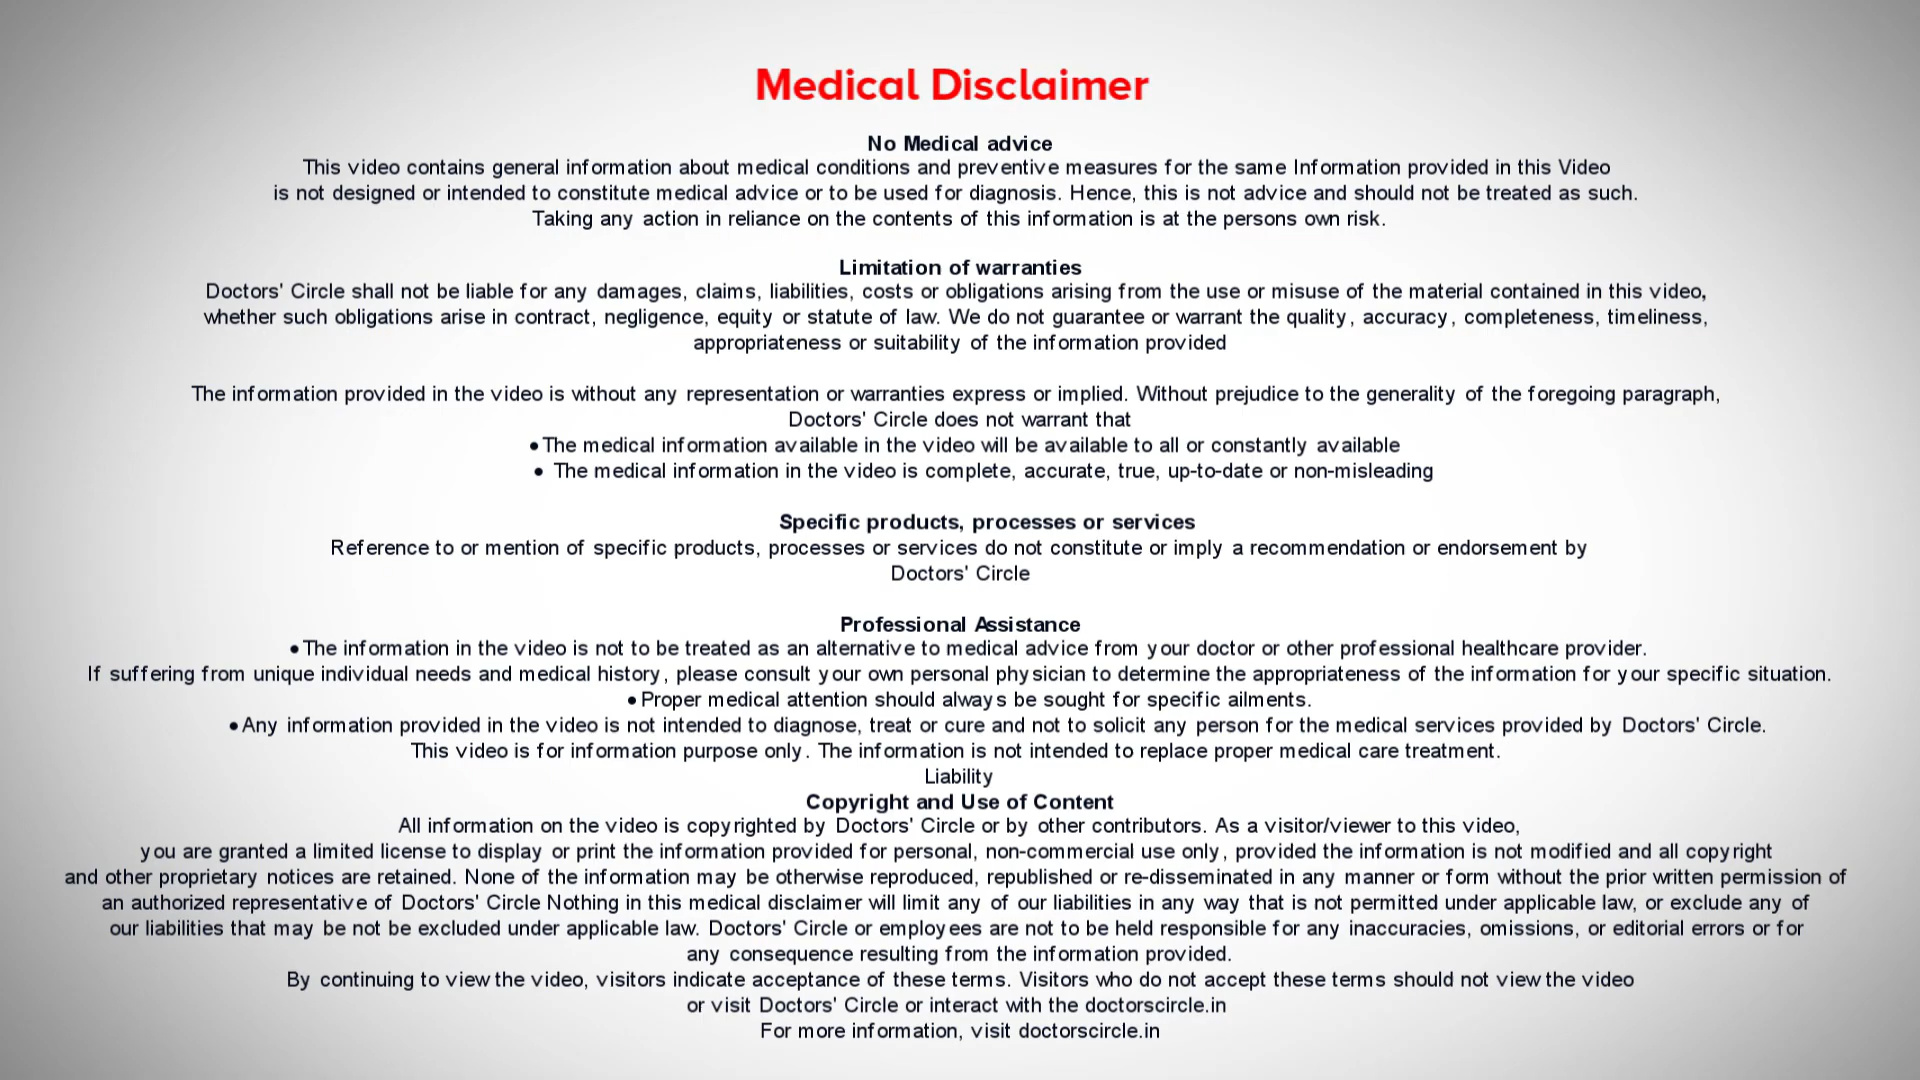 Medical Disclaimer
No Medical advice
This video contains general information about medical conditions and preventive measures for the same Information provided in this Video
is not designed or intended to constitute medical advice or to be used for diagnosis. Hence, this is not advice and should not be treated as such.
Taking any action in reliance on the contents of this information is at the persons own risk.
Limitation of warranties
Doctors' Circle shall not be liable for any damages, claims, liabilities, costs or obligations arising from the use or misuse of the material contained in this video,
whether such obligations arise in contract, negligence, equity or statute of law. We do not guarantee or warrant the quality, accuracy, completeness, timeliness,
appropriateness or suitability of the information provided
The information provided in the video is without any representation or warranties express or implied. Without prejudice to the generality of the foregoing paragraph,
Doctors' Circle does not warrant that
•The medical information available in the video will be available to all or constantly available
• The medical information in the video is complete, accurate, true, up-to-date or non-misleading
Specific products, processes or services
Reference to or mention of specific products, processes or services do not constitute or imply a recommendation or endorsement by
Doctors' Circle
Professional Assistance
•The information in the video is not to be treated as an alternative to medical advice from your doctor or other professional healthcare provider.
If suffering from unique individual needs and medical history, please consult your own personal physician to determine the appropriateness of the information for your specific situation.
•Proper medical attention should always be sought for specific ailments.
•Any information provided in the video is not intended to diagnose, treat or cure and not to solicit any person for the medical services provided by Doctors' Circle.
This video is for information purpose only. The information is not intended to replace proper medical care treatment.
Liability
Copyright and Use of Content
All information on the video is copyrighted by Doctors' Circle or by other contributors. As a visitor/viewer to this video,
you are granted a limited license to display or print the information provided for personal, non-commercial use only, provided the information is not modified and all copyright
and other proprietary notices are retained. None of the information may be otherwise reproduced, republished or re-disseminated in any manner or form without the prior written permission of
an authorized representative of Doctors' Circle Nothing in this medical disclaimer will limit any of our liabilities in any way that is not permitted under applicable law, or exclude any of
our liabilities that may be not be excluded under applicable law. Doctors' Circle or employees are not to be held responsible for any inaccuracies, omissions, or editorial errors or for
any consequence resulting from the information provided.
By continuing to view the video, visitors indicate acceptance of these terms. Visitors who do not accept these terms should not view the video
or visit Doctors' Circle or interact with the doctorscircle.in
For more information, visit doctorscircle.in